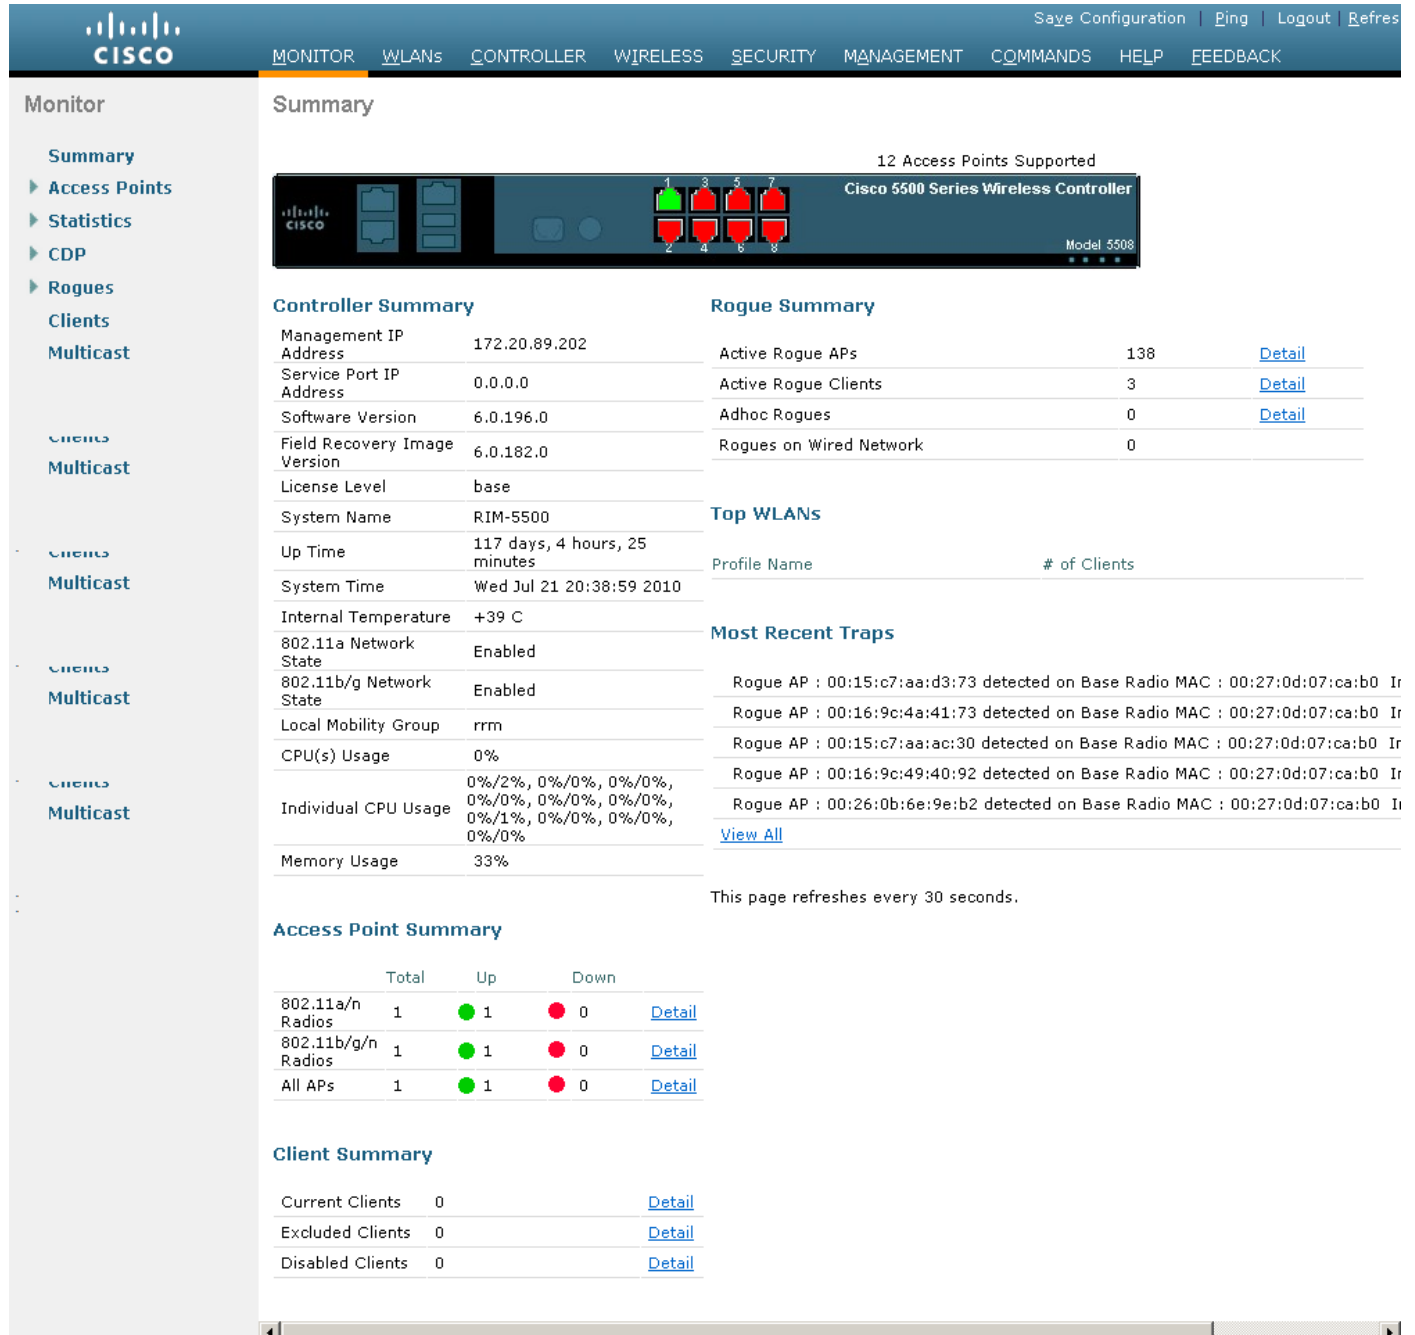 Save Configuration | Ping | Logout | Refres
CISCO
MONITOR WLANs CONTROLLER WIRELESS SECURITY MANAGEMENT COMMANDS HELP FEEDBACK
Monitor
Summary
Access Points
Statistics
CDP
Rogues
Clients
Multicast
Clients
Multicast
Clients
Multicast
Clients
Multicast
Clients
Multicast
Summary
12 Access Points Supported
CISCO
1 3 5 7
2 4 6 8
Cisco 5500 Series Wireless Controller
Model 5508
Controller Summary
Management IP Address 172.20.89.202
Service Port IP Address 0.0.0.0
Software Version 6.0.196.0
Field Recovery Image Version 6.0.182.0
License Level base
System Name RIM-5500
Up Time 117 days, 4 hours, 25 minutes
System Time Wed Jul 21 20:38:59 2010
Internal Temperature +39 C
802.11a Network State Enabled
802.11b/g Network State Enabled
Local Mobility Group rrm
CPU(s) Usage 0%
Individual CPU Usage 0%/2%, 0%/0%, 0%/0%,
0%/0%, 0%/0%, 0%/0%,
0%/1%, 0%/0%, 0%/0%,
0%/0%
Memory Usage 33%
Access Point Summary
Total Up Down
802.11a/n Radios 1 1 0 Detail
802.11b/g/n Radios 1 1 0 Detail
All APs 1 1 0 Detail
Client Summary
Current Clients 0 Detail
Excluded Clients 0 Detail
Disabled Clients 0 Detail
Rogue Summary
Active Rogue APs 138 Detail
Active Rogue Clients 3 Detail
Adhoc Rogues 0 Detail
Rogues on Wired Network 0
Top WLANs
Profile Name # of Clients
Most Recent Traps
Rogue AP : 00:15:c7:aa:d3:73 detected on Base Radio MAC : 00:27:0d:07:ca:b0 In
Rogue AP : 00:16:9c:4a:41:73 detected on Base Radio MAC : 00:27:0d:07:ca:b0 In
Rogue AP : 00:15:c7:aa:ac:30 detected on Base Radio MAC : 00:27:0d:07:ca:b0 In
Rogue AP : 00:16:9c:49:40:92 detected on Base Radio MAC : 00:27:0d:07:ca:b0 In
Rogue AP : 00:26:0b:6e:9e:b2 detected on Base Radio MAC : 00:27:0d:07:ca:b0 In
View All
This page refreshes every 30 seconds.